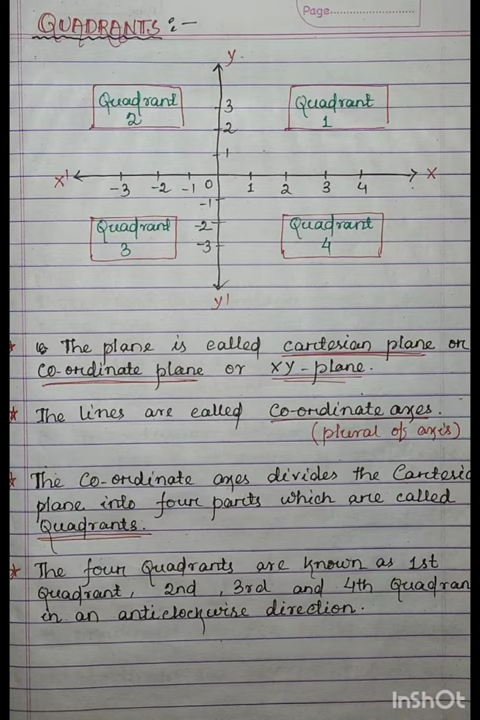 Page
QUADRANTS :-
Y
Quadrant 2
Quadrant 1
3
2
1
X' -3 -2 -1 0 1 2 3 4 X
-1
-2
-3
Quadrant 3
Quadrant 4
Y'
* The plane is called cartesian plane or
co-ordinate plane or XY-plane.
* The lines are called co-ordinate axes.
(plural of axis)
* The co-ordinate axes divides the Cartesia
plane into four parts which are called
Quadrants.
* The four Quadrants are known as 1st
Quadrant, 2nd, 3rd and 4th Quadran
in an anticlockwise direction.
InShOt